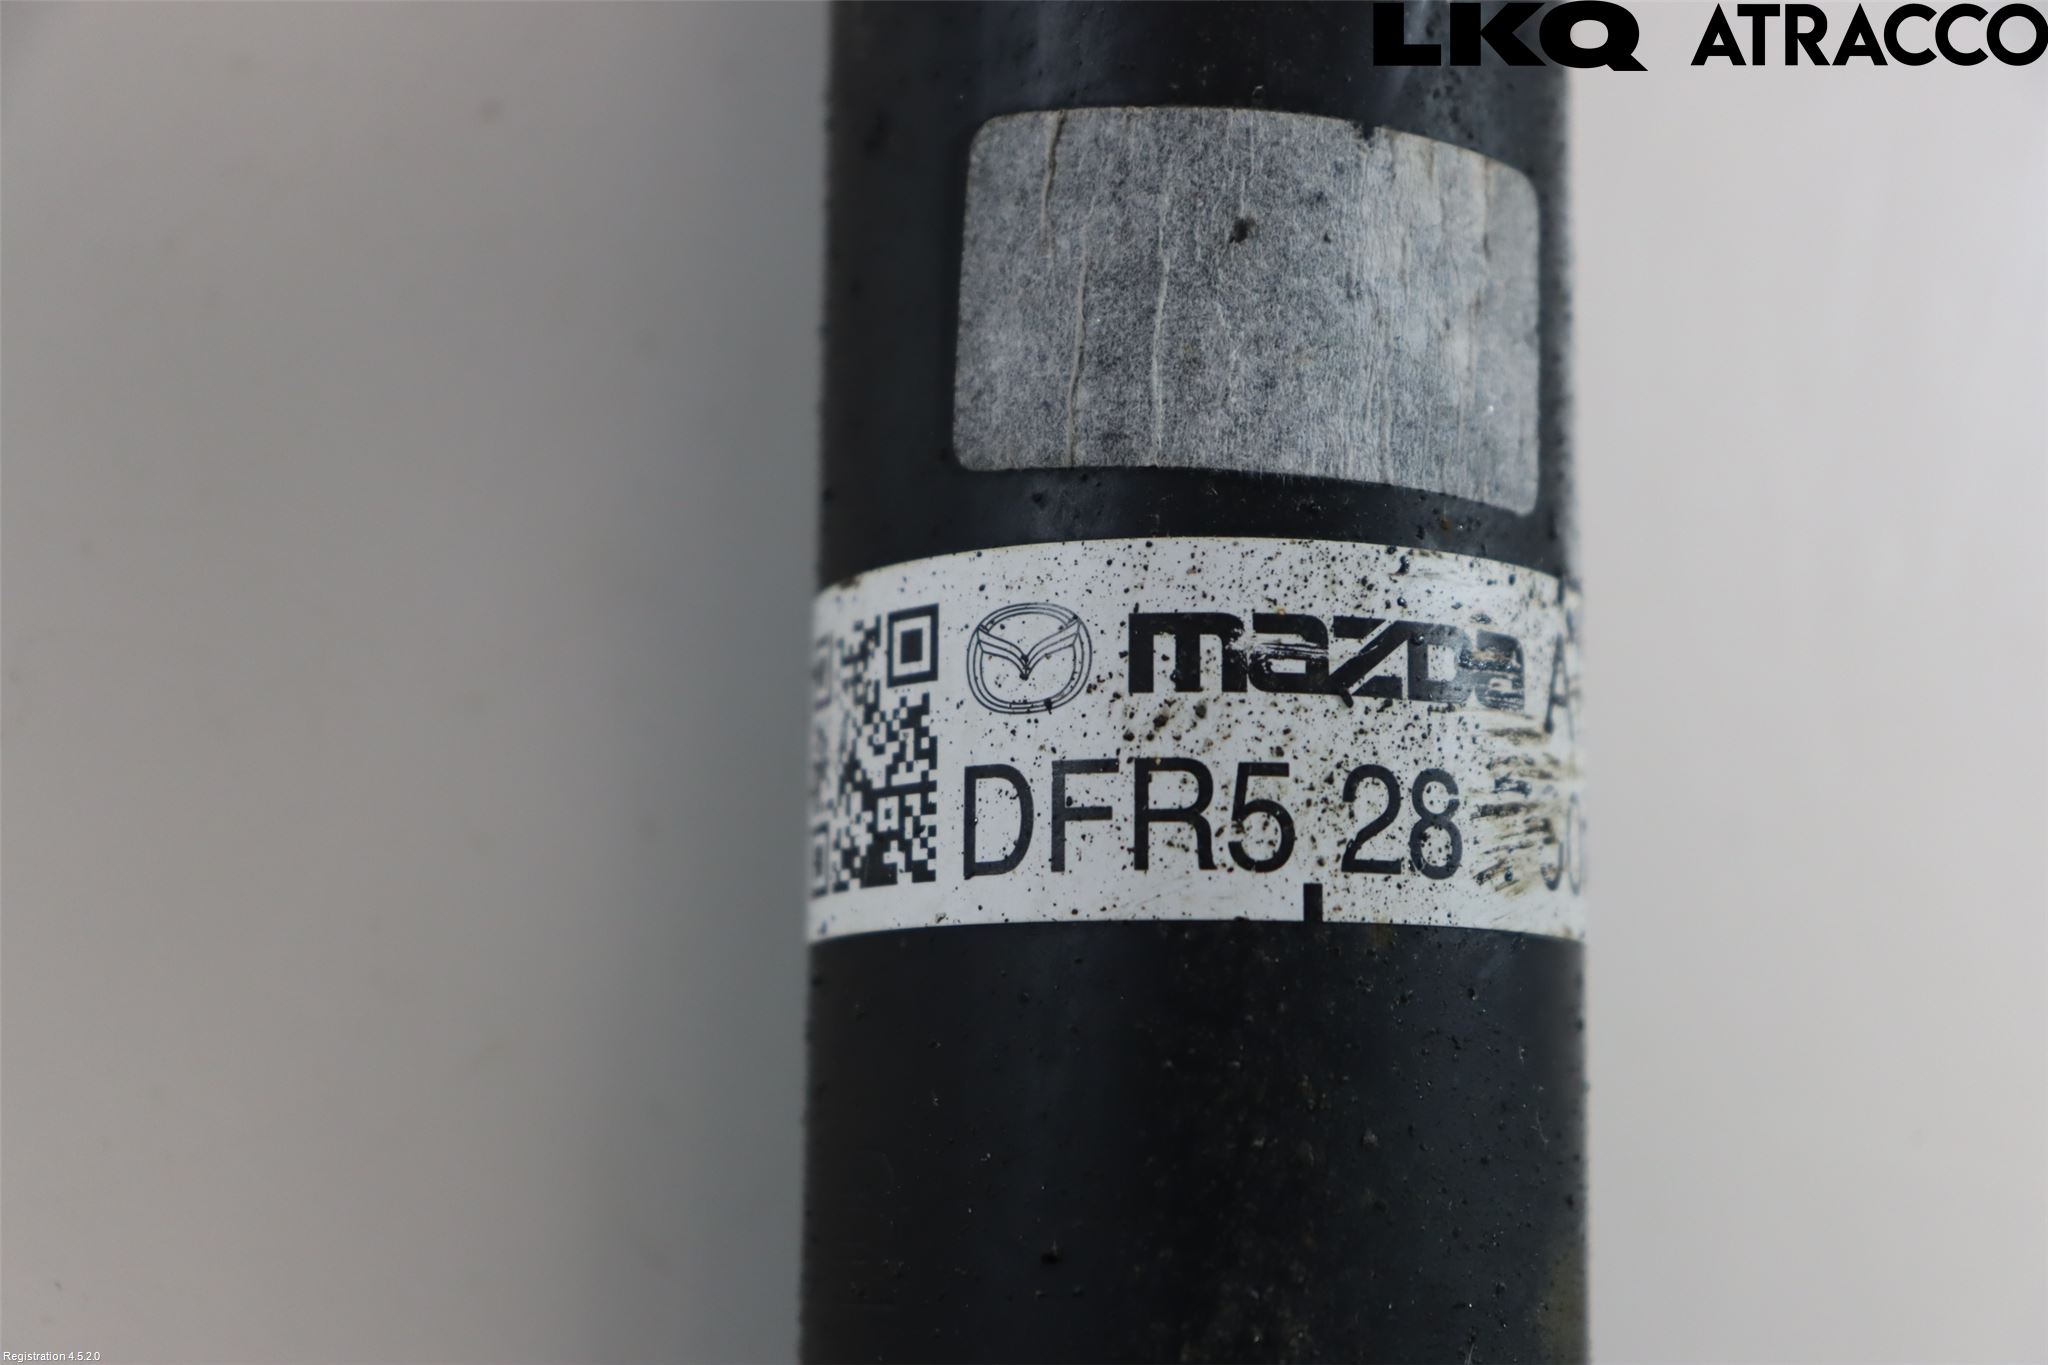 LKQ ATRACCO
mazda
DFR5 28
Registration 4.5.2.0